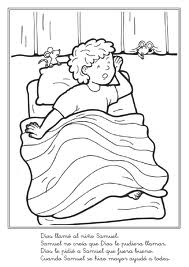 Dios llamó al niño Samuel.
Samuel no creía que Dios le pudiera llamar.
Dios le pidió a Samuel que fuera bueno.
Cuando Samuel se hizo mayor ayudó a todos.